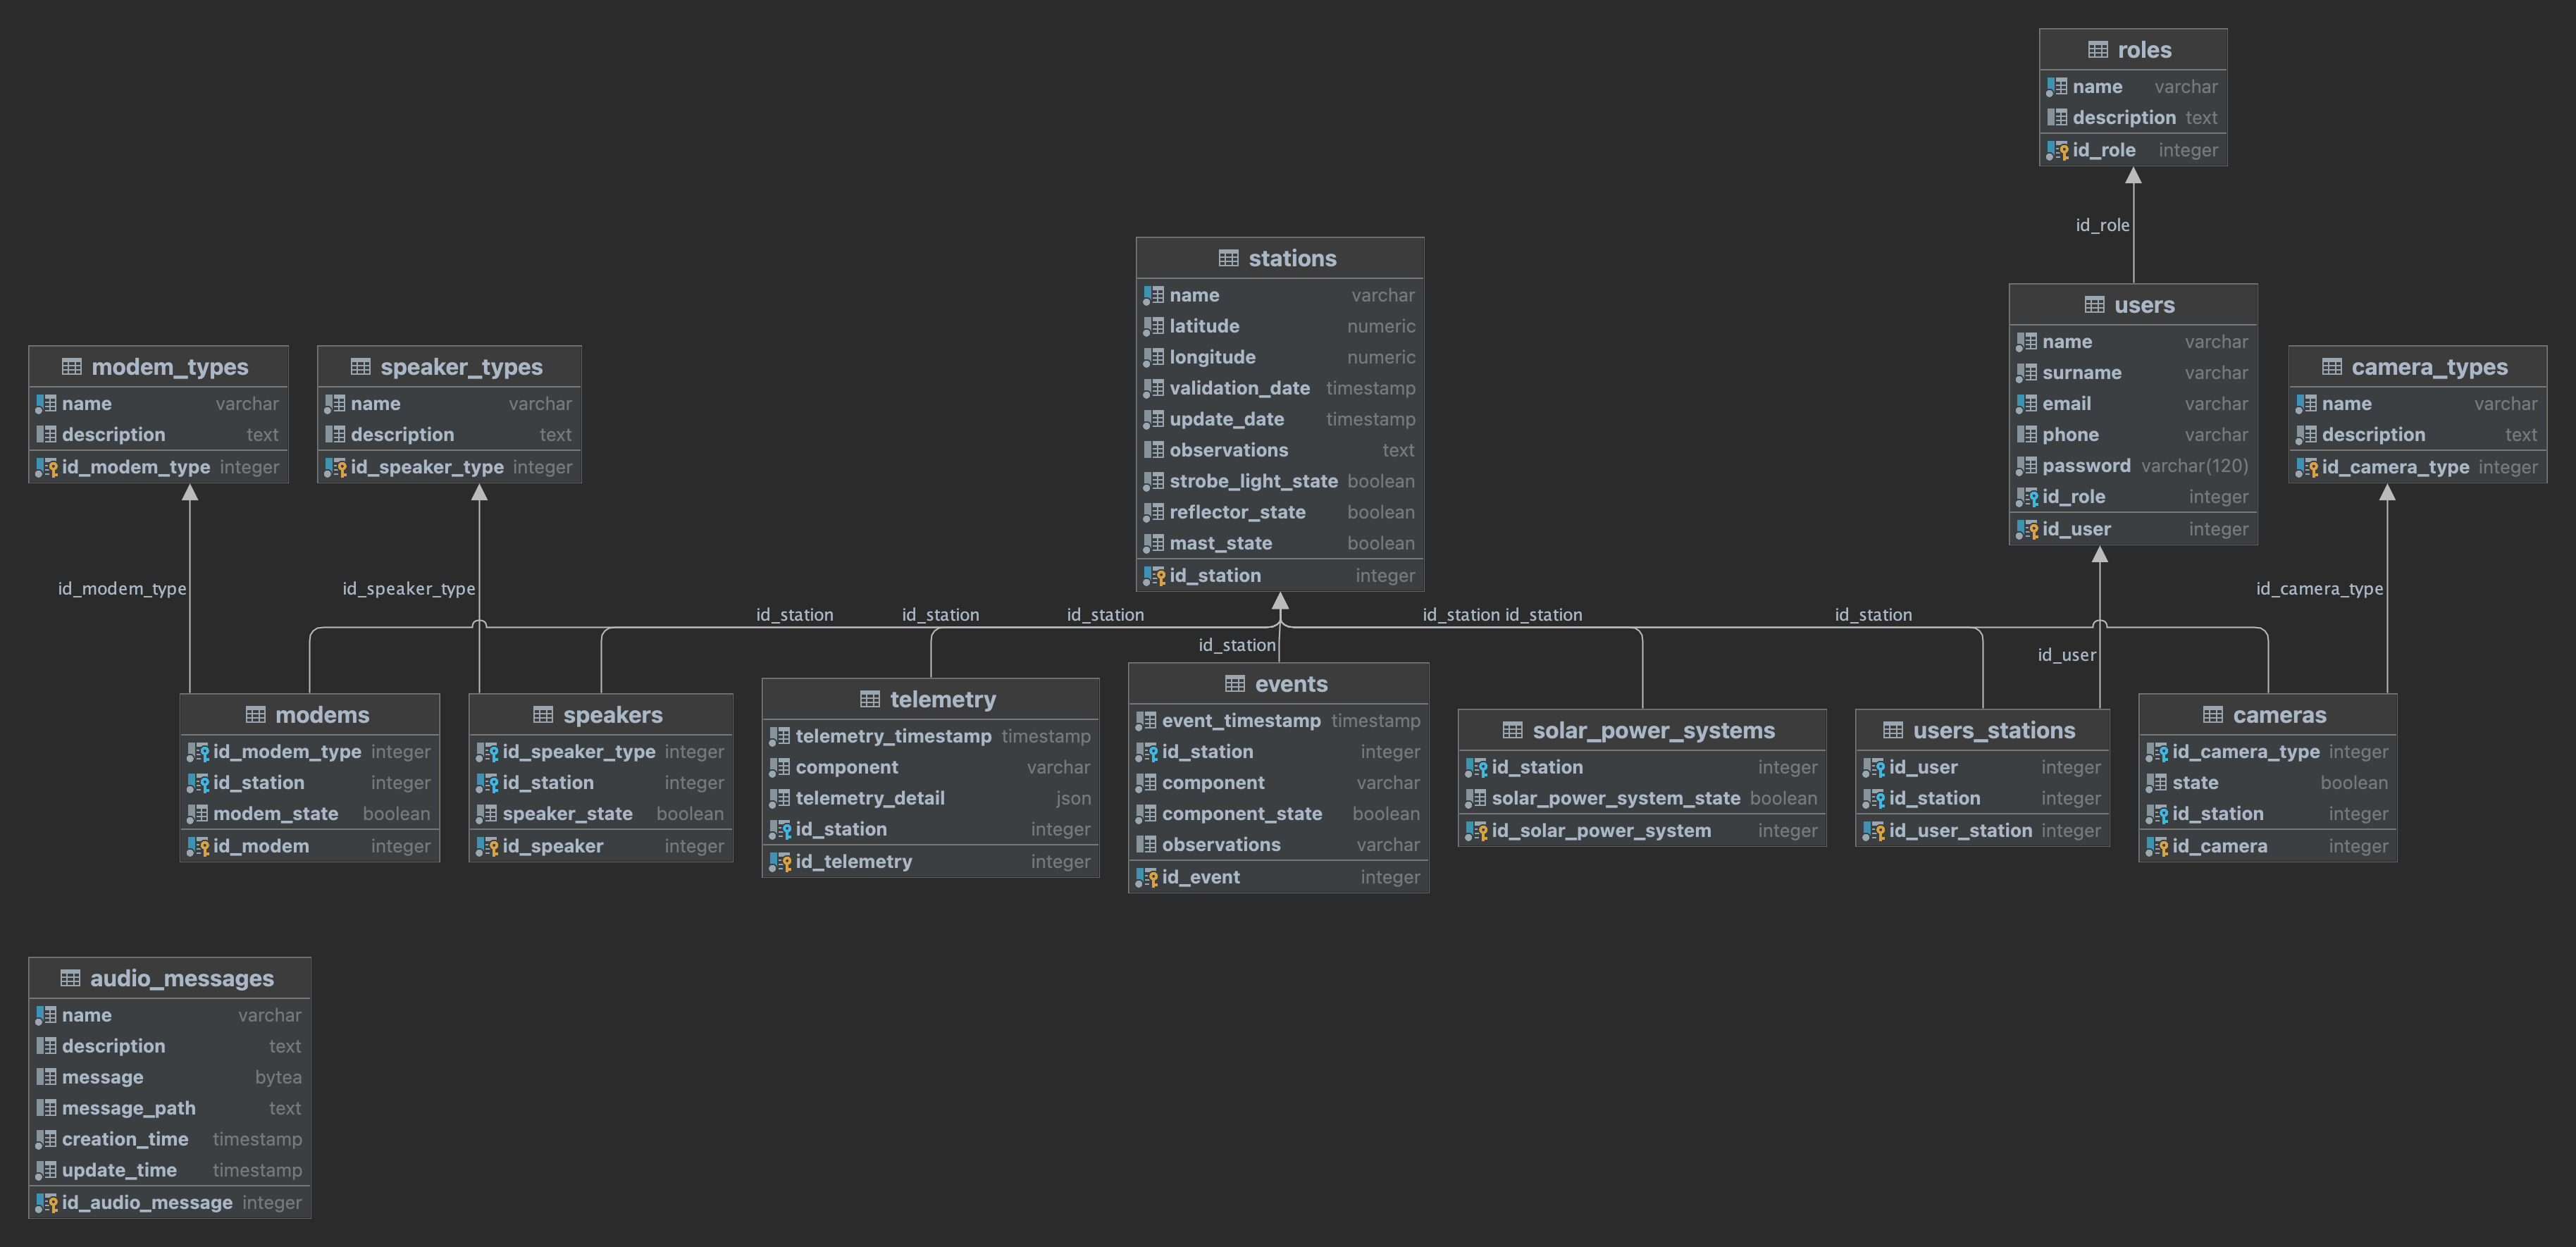 roles
name varchar
description text
id_role integer
id_role
stations
name varchar
latitude numeric
longitude numeric
validation_date timestamp
update_date timestamp
observations text
strobe_light_state boolean
reflector_state boolean
mast_state boolean
id_station integer
users
name varchar
surname varchar
email varchar
phone varchar
password varchar(120)
id_role integer
id_user integer
modem_types
name varchar
description text
id_modem_type integer
speaker_types
name varchar
description text
id_speaker_type integer
camera_types
name varchar
description text
id_camera_type integer
id_modem_type
id_speaker_type
id_camera_type
id_station
id_station
id_station
id_station
id_station
id_station
id_station
id_user
modems
id_modem_type integer
id_station integer
modem_state boolean
id_modem integer
speakers
id_speaker_type integer
id_station integer
speaker_state boolean
id_speaker integer
telemetry
telemetry_timestamp timestamp
component varchar
telemetry_detail json
id_station integer
id_telemetry integer
events
event_timestamp timestamp
id_station integer
component varchar
component_state boolean
observations varchar
id_event integer
solar_power_systems
id_station integer
solar_power_system_state boolean
id_solar_power_system integer
users_stations
id_user integer
id_station integer
id_user_station integer
cameras
id_camera_type integer
state boolean
id_station integer
id_camera integer
audio_messages
name varchar
description text
message bytea
message_path text
creation_time timestamp
update_time timestamp
id_audio_message integer